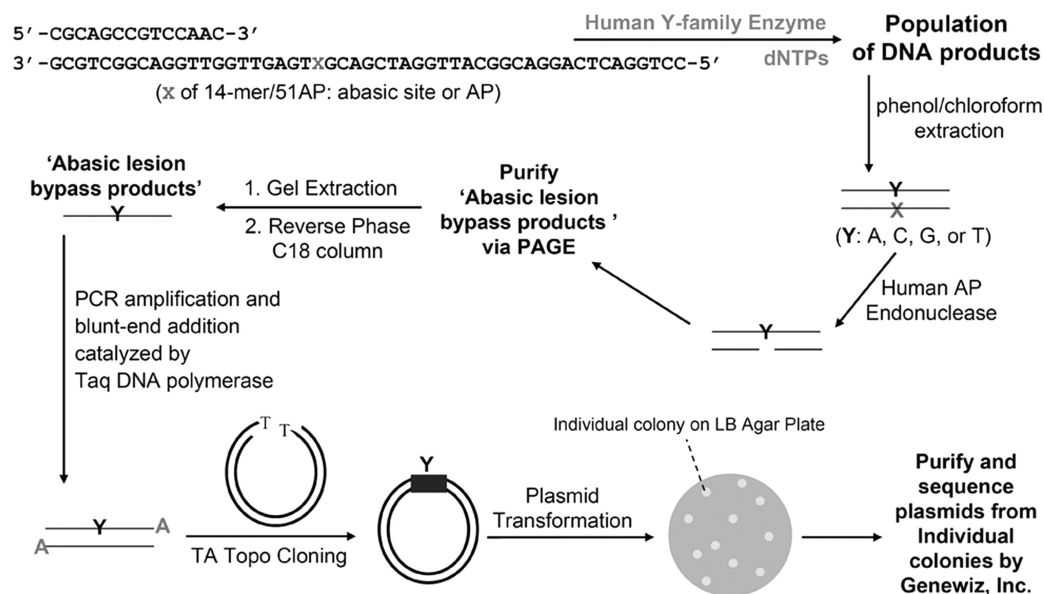 5'-CGCAGCCGTCCAAC-3'
3'-GCGTCGGCAGGTTGGTTGAGTXGCAGCTAGGTTACGGCAGGACTCAGGTCC-5'
(X of 14-mer/51AP: abasic site or AP)
Human Y-family Enzyme
dNTPs
Population
of DNA products
phenol/chloroform
extraction
Y
X
(Y: A, C, G, or T)
Human AP
Endonuclease
Y
Purify
'Abasic lesion
bypass products '
via PAGE
1. Gel Extraction
2. Reverse Phase
C18 column
'Abasic lesion
bypass products'
Y
PCR amplification and
blunt-end addition
catalyzed by
Taq DNA polymerase
Y
A
A
T T
TA Topo Cloning
Y
Plasmid
Transformation
Individual colony on LB Agar Plate
Purify and
sequence
plasmids from
Individual
colonies by
Genewiz, Inc.